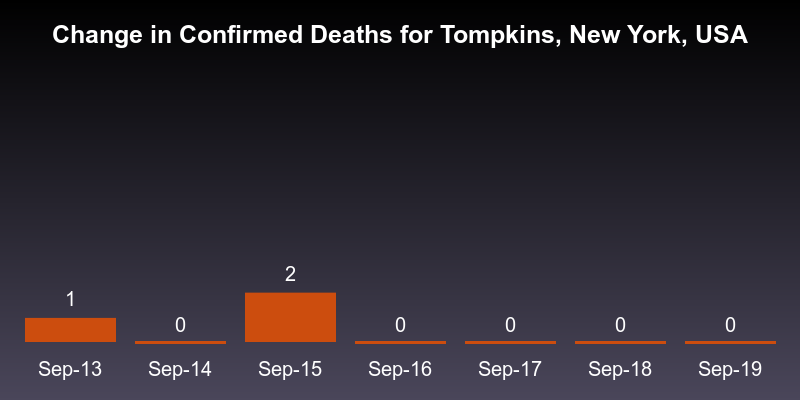 Change in Confirmed Deaths for Tompkins, New York, USA
1 0 2 0 0 0 0
Sep-13 Sep-14 Sep-15 Sep-16 Sep-17 Sep-18 Sep-19